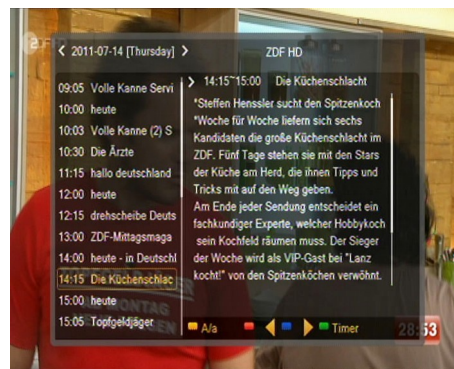 ZDF
< 2011-07-14 [Thursday] >
ZDF HD
09:05 Volle Kanne Servi
10:00 heute
10:03 Volle Kanne (2) S
10:30 Die Ärzte
11:15 hallo deutschland
12:00 heute
12:15 drehscheibe Deuts
13:00 ZDF-Mittagsmaga
14:00 heute - in Deutschl
14:15 Die Küchenschlac
15:00 heute
15:05 Topfgeldjäger
> 14:15~15:00 Die Küchenschlacht
"Steffen Henssler sucht den Spitzenkoch
"Woche für Woche liefern sich sechs
Kandidaten die große Küchenschlacht im
ZDF. Fünf Tage stehen sie mit den Stars
der Küche am Herd, die ihnen Tipps und
Tricks mit auf den Weg geben.
Am Ende jeder Sendung entscheidet ein
fachkundiger Experte, welcher Hobbykoch
sein Kochfeld räumen muss. Der Sieger
der Woche wird als VIP-Gast bei "Lanz
kocht!" von den Spitzenköchen verwöhnt.
A/a
Timer
MONTAG
28:53